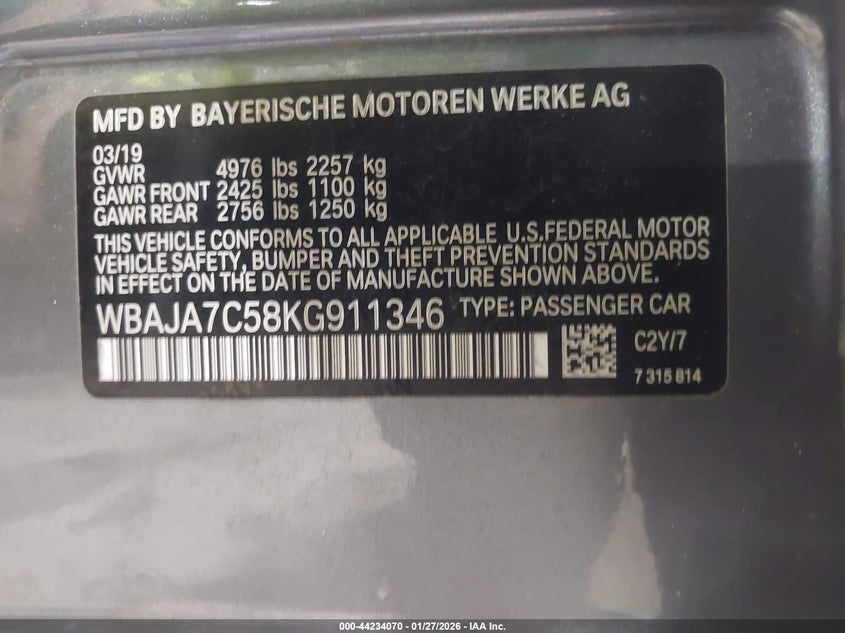 MFD BY BAYERISCHE MOTOREN WERKE AG
03/19
GVWR 4976 lbs 2257 kg
GAWR FRONT 2425 lbs 1100 kg
GAWR REAR 2756 lbs 1250 kg
THIS VEHICLE CONFORMS TO ALL APPLICABLE U.S.FEDERAL MOTOR
VEHICLE SAFETY, BUMPER AND THEFT PREVENTION STANDARDS
IN EFFECT ON THE DATE OF MANUFACTURE SHOWN ABOVE.
WBAJA7C58KG911346 TYPE: PASSENGER CAR
C2Y/7
7 315 814
000-44234070 - 01/27/2026 - IAA Inc.